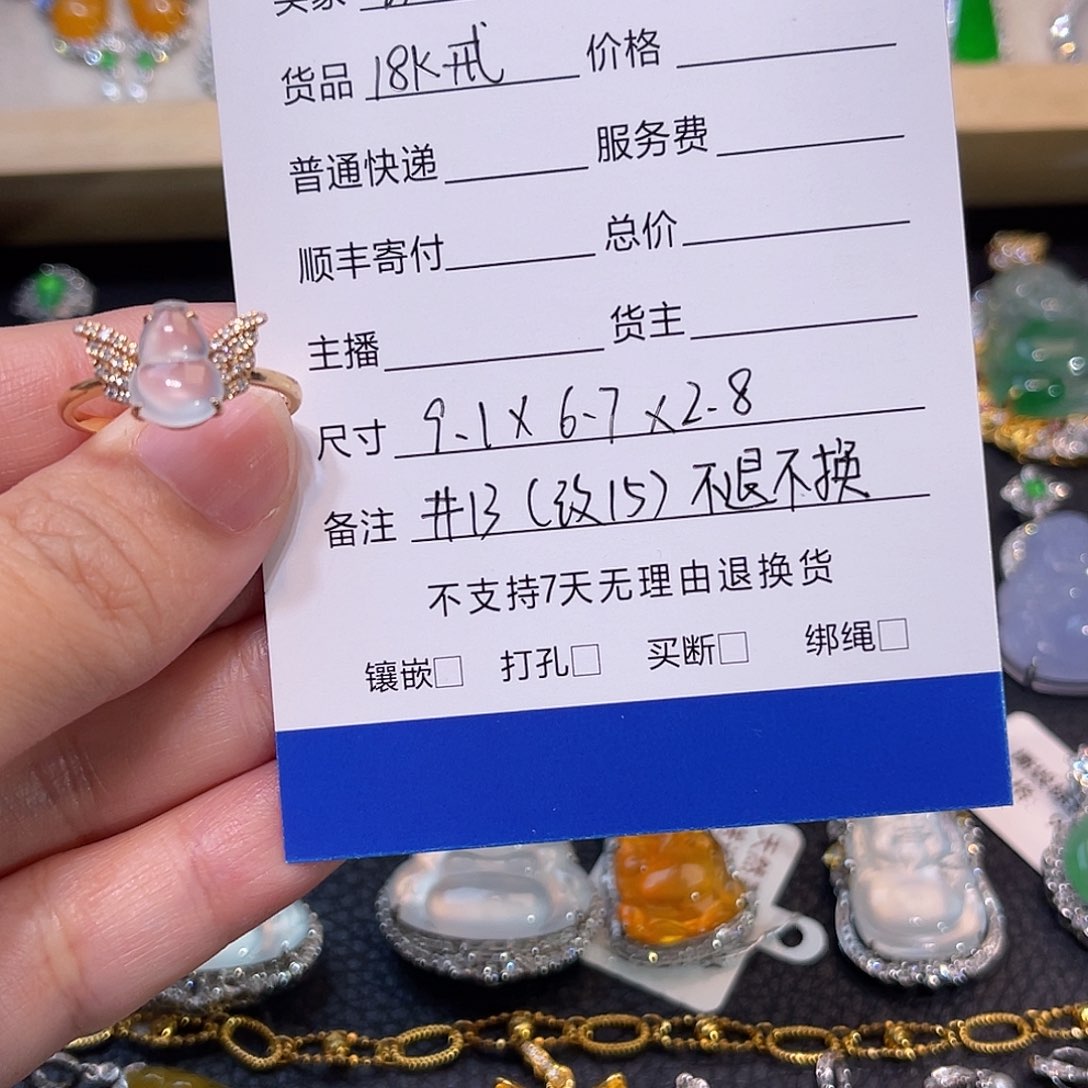 买家
货品 18K戒 价格
普通快递 服务费
顺丰寄付 总价
主播 货主
尺寸 9.1x6.7x2.8
备注 #13（改15）不退不换
不支持7天无理由退换货
镶嵌□ 打孔□ 买断□ 绑绳□